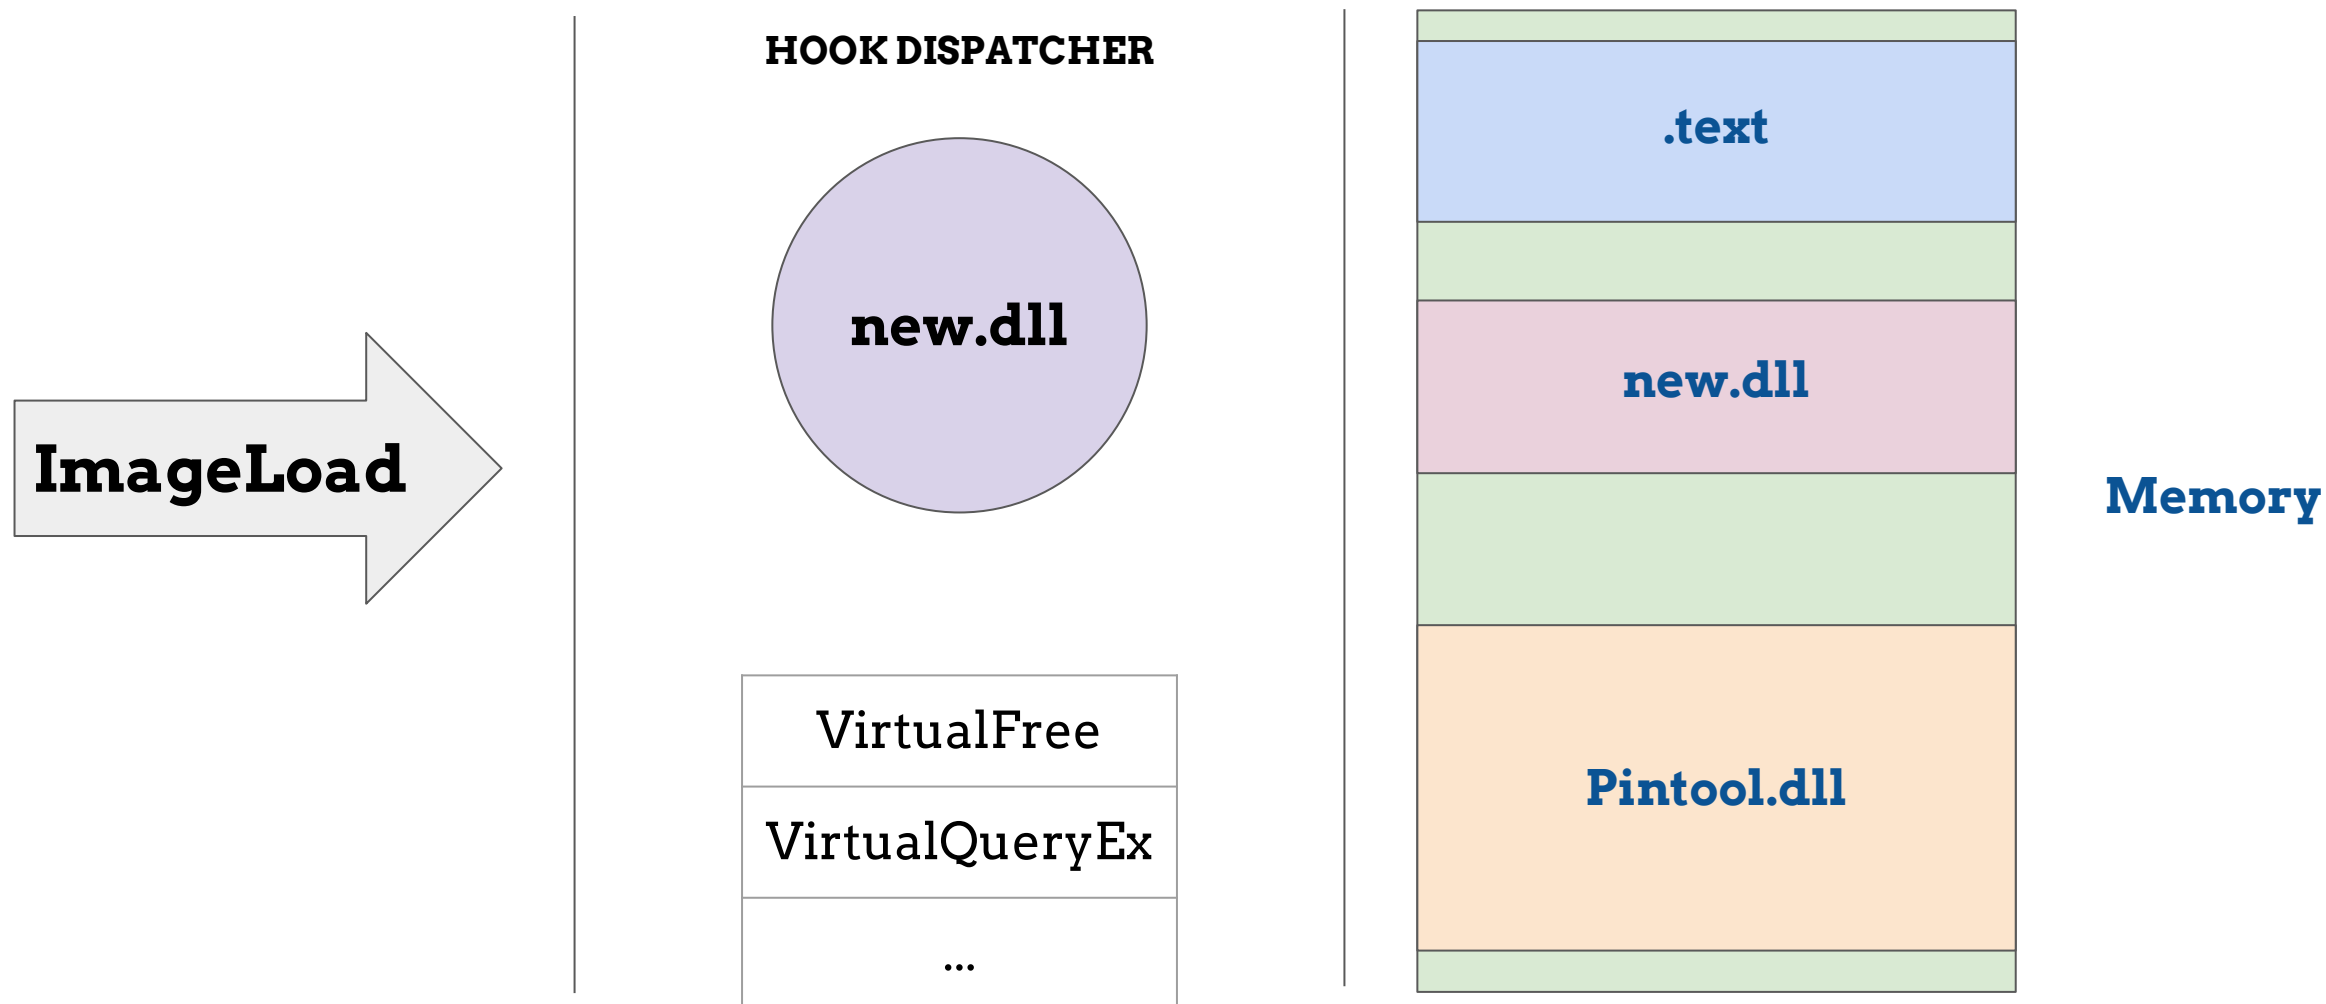 ImageLoad
HOOK DISPATCHER
new.dll
VirtualFree
VirtualQueryEx
...
.text
new.dll
Pintool.dll
Memory